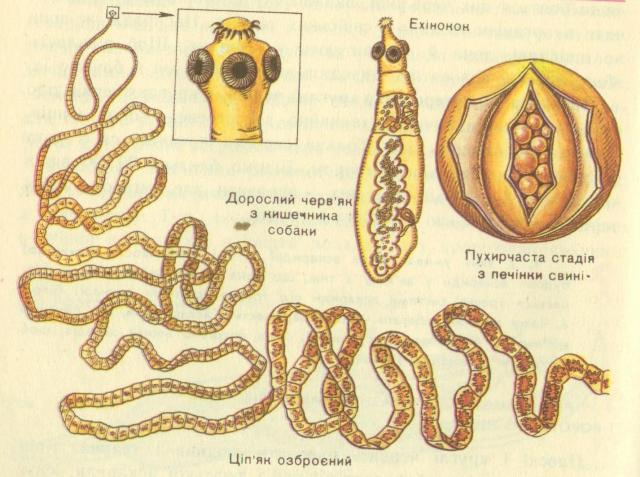 Ехінокок
Дорослий черв'як
з кишечника
собаки
Пухирчаста стадія
з печінки свині·
Ціп'як озброєний